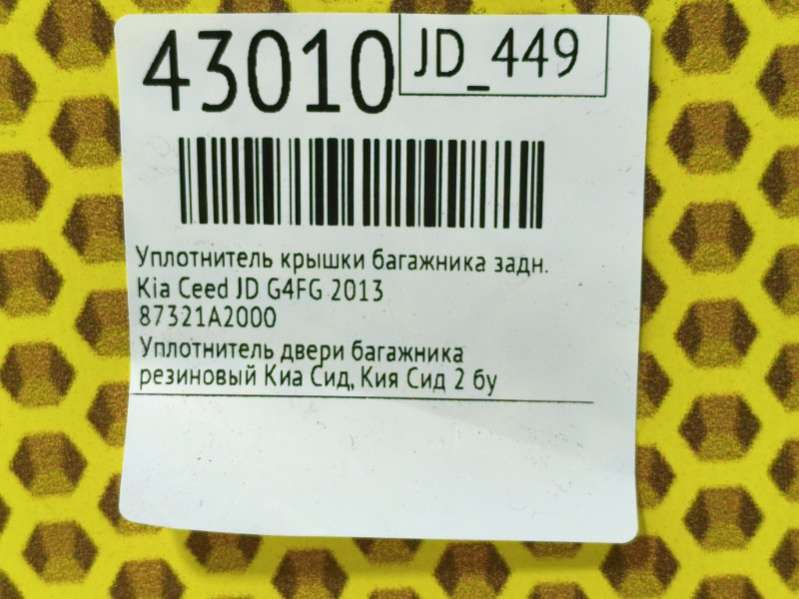 43010
JD_449
Уплотнитель крышки багажника задн.
Kia Ceed JD G4FG 2013
87321A2000
Уплотнитель двери багажника
резиновый Киа Сид, Кия Сид 2 бу